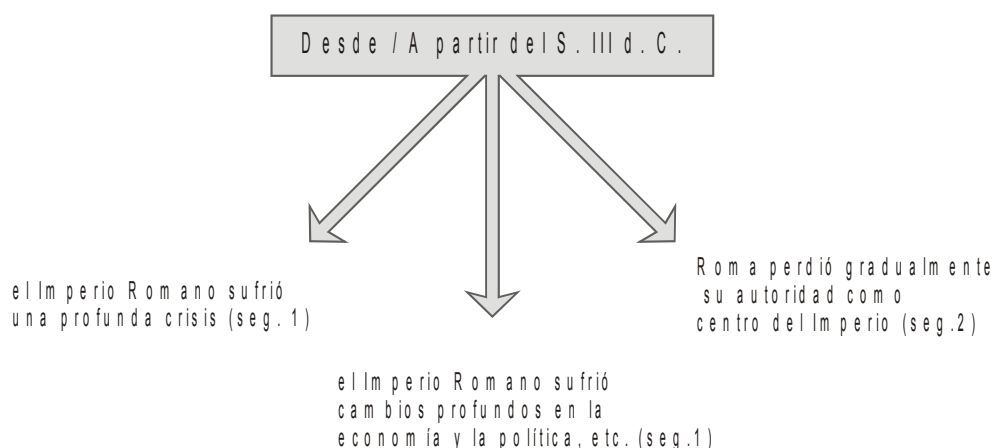 Desde / A partir del S. III d. C.
el Imperio Romano sufrió
una profunda crisis (seg. 1)
el Imperio Romano sufrió
cambios profundos en la
economía y la política, etc. (seg.1)
Roma perdió gradualmente
su autoridad como
centro del Imperio (seg.2)